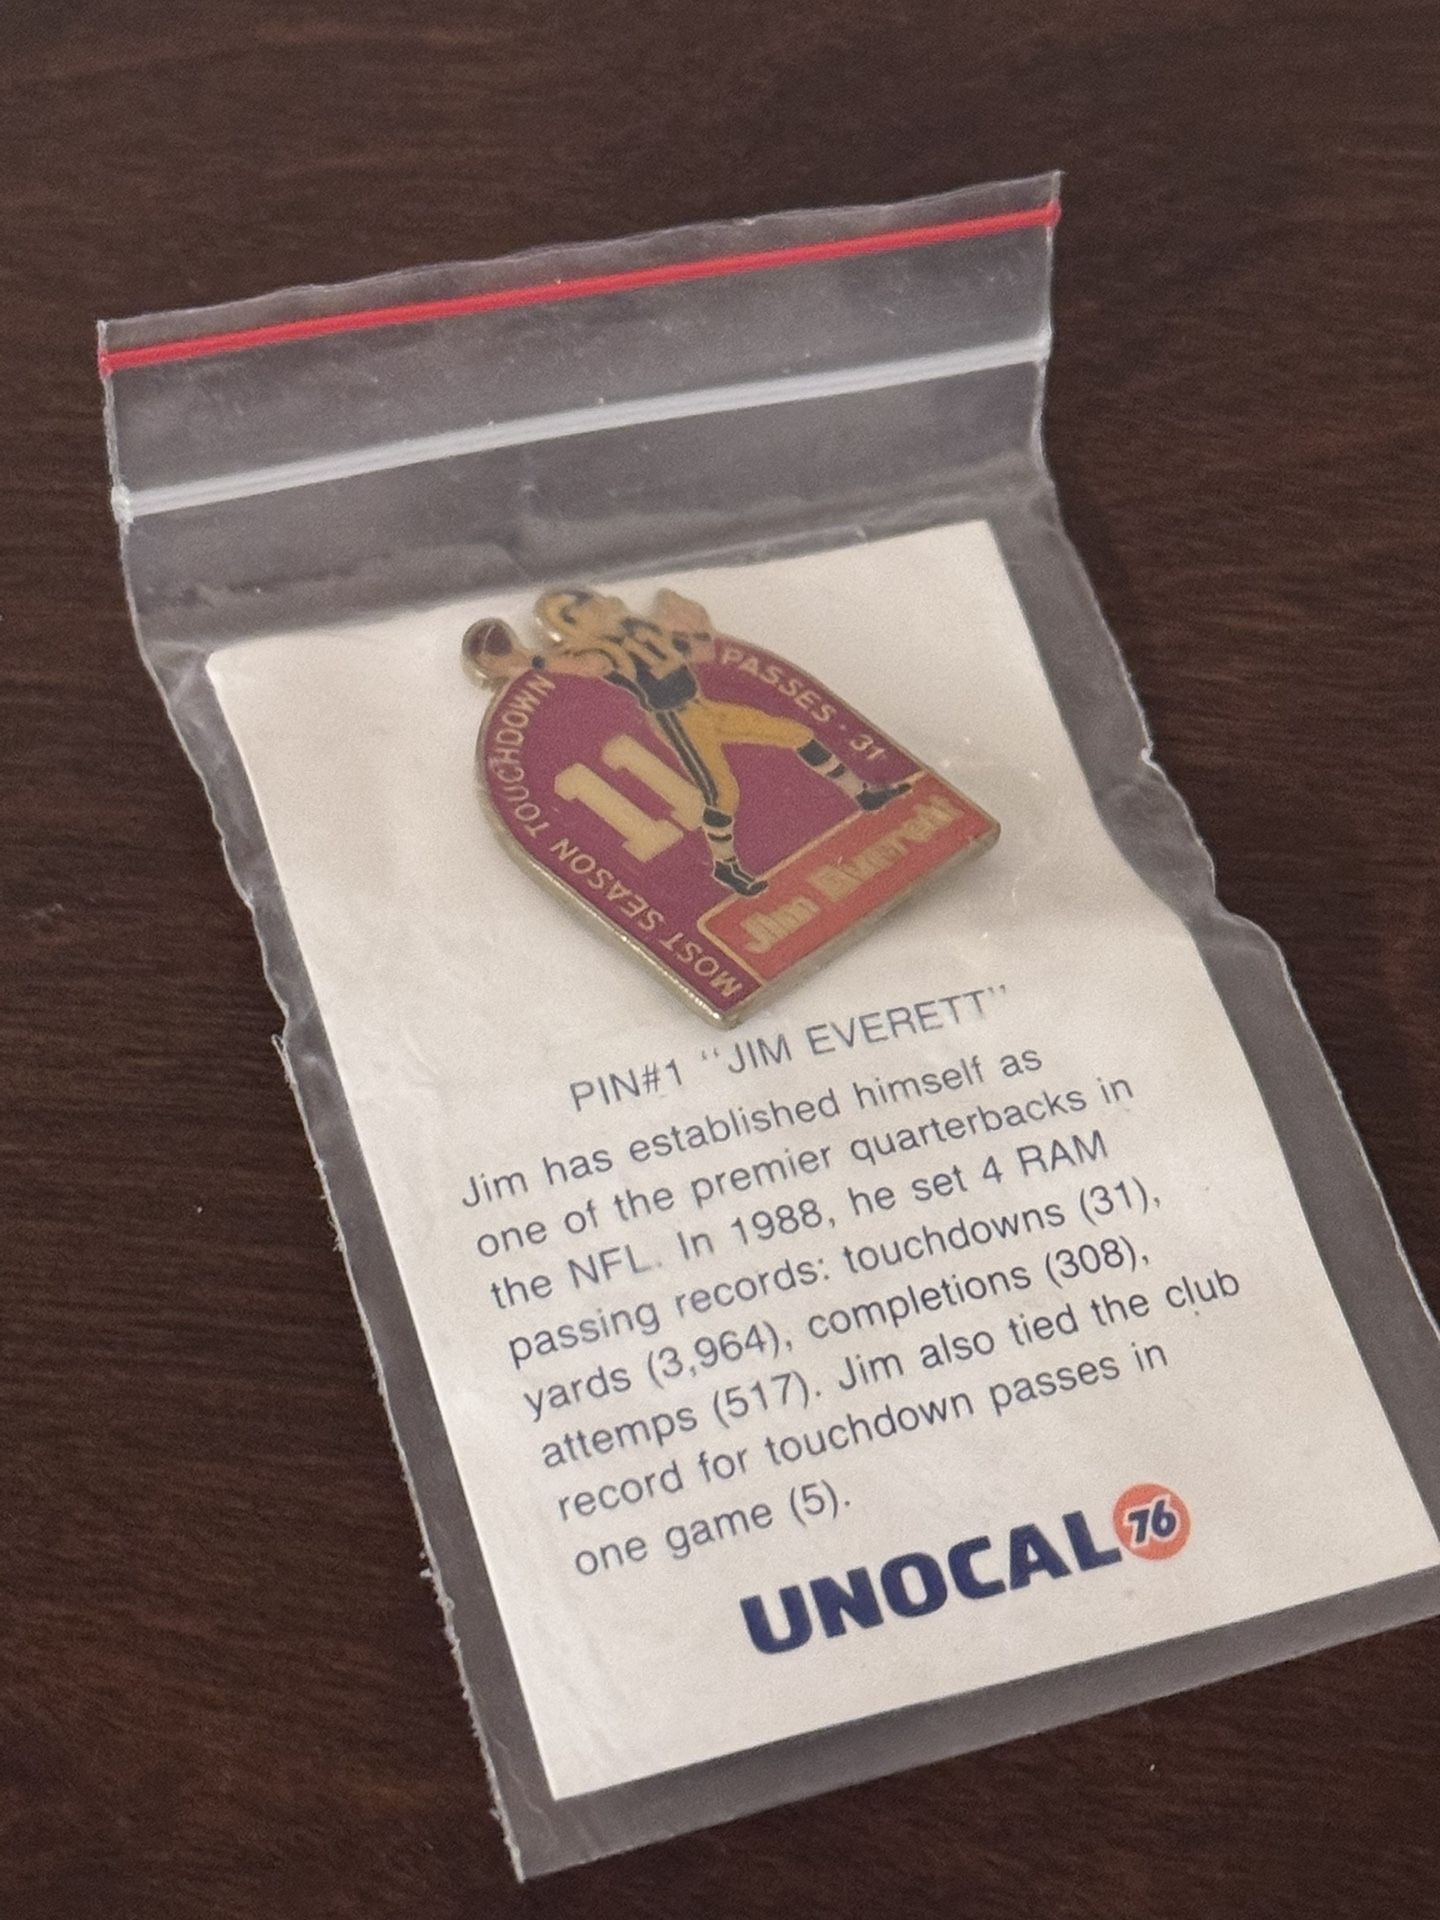 MOST SEASON TOUCHDOWN PASSES · 31
11
Jim Everett
PIN#1 "JIM EVERETT"
Jim has established himself as
one of the premier quarterbacks in
the NFL. In 1988, he set 4 RAM
passing records: touchdowns (31),
yards (3,964), completions (308),
attemps (517). Jim also tied the club
record for touchdown passes in
one game (5).
UNOCAL 76